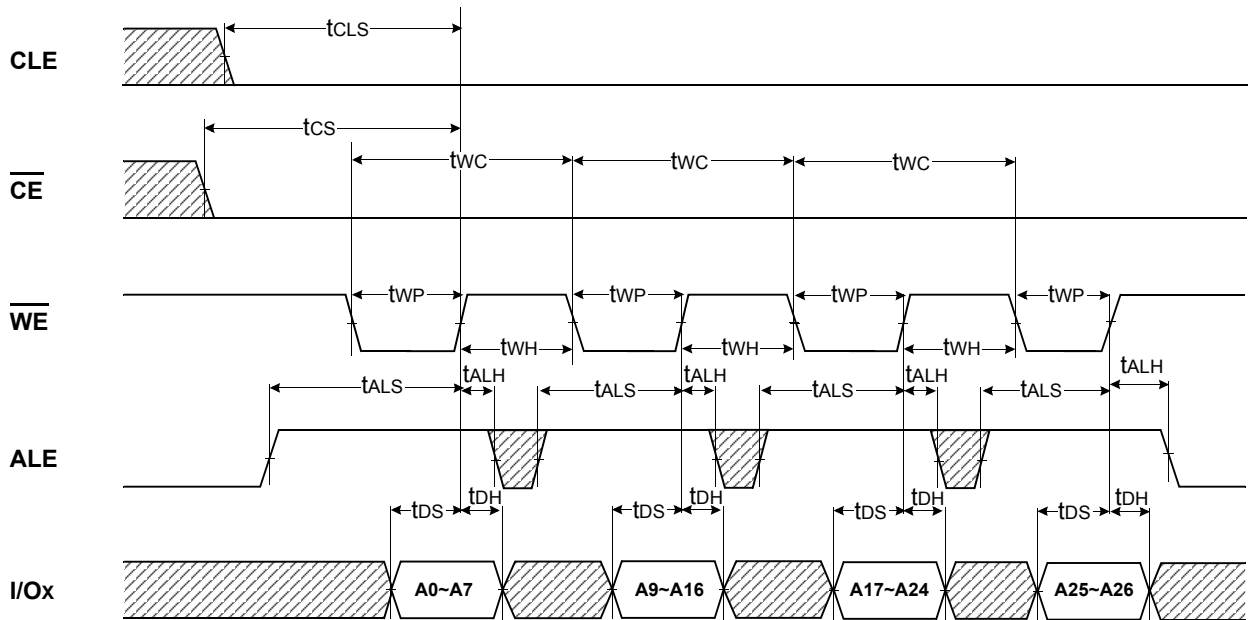 tCLS
CLE
tCS
tWC tWC tWC
CE
tWP tWP tWP tWP
WE
tWH tWH tWH
tALS tALH tALS tALH tALS tALH tALS tALH
ALE
tDS tDH tDS tDH tDS tDH tDS tDH
I/Ox A0~A7 A9~A16 A17~A24 A25~A26